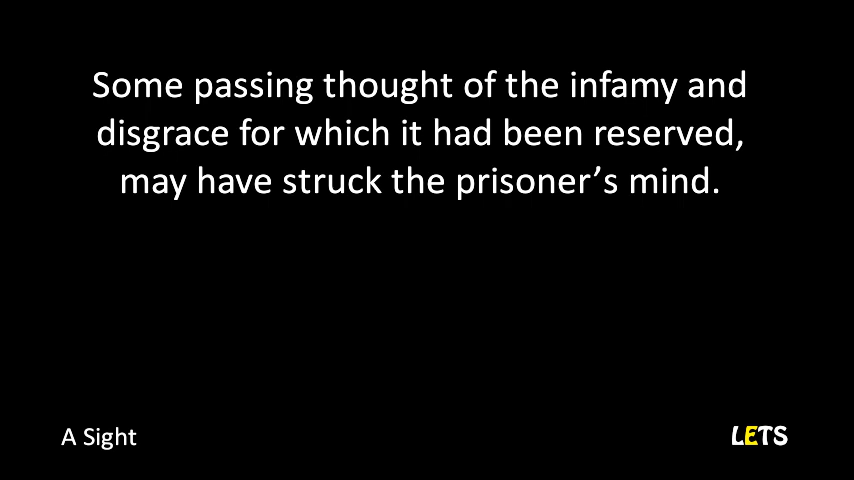 Some passing thought of the infamy and
disgrace for which it had been reserved,
may have struck the prisoner’s mind.
A Sight
LETS